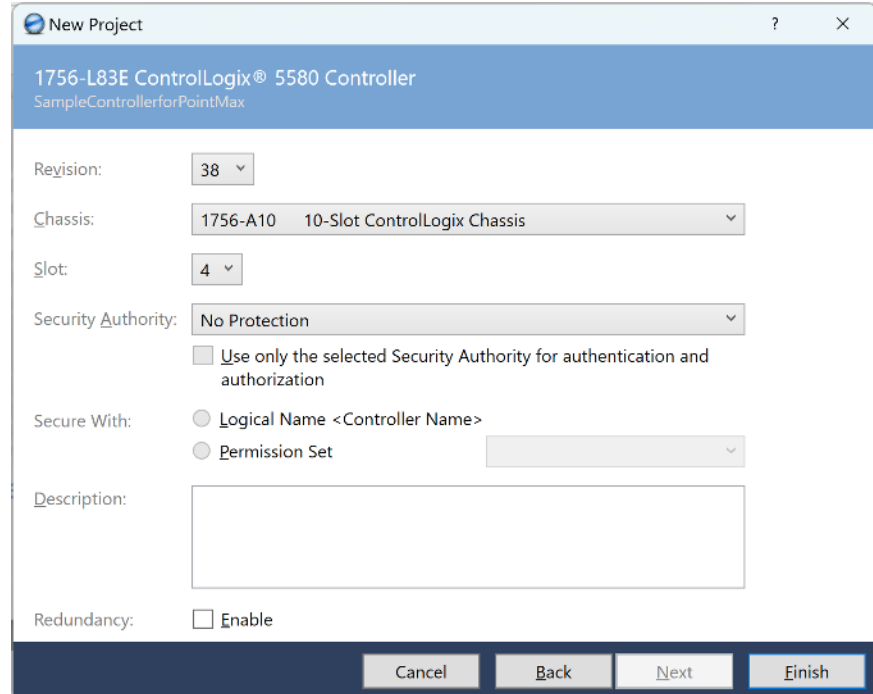 New Project
?
1756-L83E ControlLogix® 5580 Controller
SampleControllerforPointMax
Revision: 38
Chassis: 1756-A10 10-Slot ControlLogix Chassis
Slot: 4
Security Authority: No Protection
Use only the selected Security Authority for authentication and
authorization
Secure With: Logical Name <Controller Name>
Permission Set
Description:
Redundancy: Enable
Cancel Back Next Finish